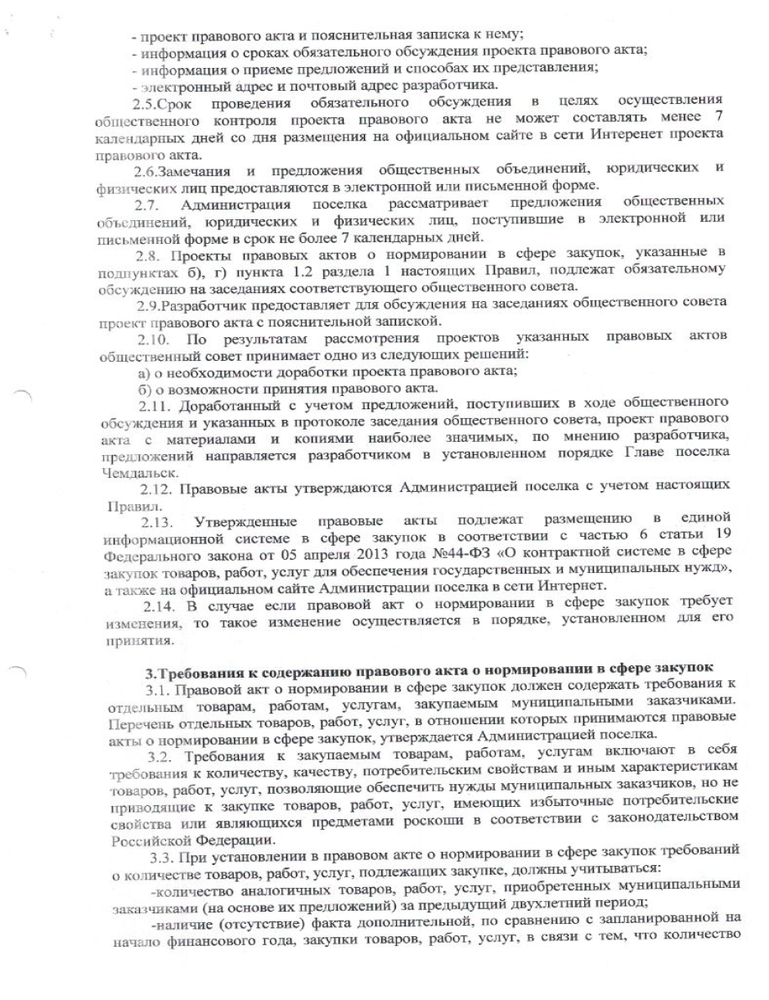 - проект правового акта и пояснительная записка к нему;
- информация о сроках обязательного обсуждения проекта правового акта;
- информация о приеме предложений и способах их представления;
- электронный адрес и почтовый адрес разработчика.
2.5.Срок проведения обязательного обсуждения в целях осуществления
общественного контроля проекта правового акта не может составлять менее 7
календарных дней со дня размещения на официальном сайте в сети Интеренет проекта
правового акта.
2.6.Замечания и предложения общественных объединений, юридических и
физических лиц предоставляются в электронной или письменной форме.
2.7. Администрация поселка рассматривает предложения общественных
объединений, юридических и физических лиц, поступившие в электронной или
письменной форме в срок не более 7 календарных дней.
2.8. Проекты правовых актов о нормировании в сфере закупок, указанные в
подпунктах б), г) пункта 1.2 раздела 1 настоящих Правил, подлежат обязательному
обсуждению на заседаниях соответствующего общественного совета.
2.9.Разработчик предоставляет для обсуждения на заседаниях общественного совета
проект правового акта с пояснительной запиской.
2.10. По результатам рассмотрения проектов указанных правовых актов
общественный совет принимает одно из следующих решений:
а) о необходимости доработки проекта правового акта;
б) о возможности принятия правового акта.
2.11. Доработанный с учетом предложений, поступивших в ходе общественного
обсуждения и указанных в протоколе заседания общественного совета, проект правового
акта с материалами и копиями наиболее значимых, по мнению разработчика,
предложений направляется разработчиком в установленном порядке Главе поселка
Чемдальск.
2.12. Правовые акты утверждаются Администрацией поселка с учетом настоящих
Правил.
2.13. Утвержденные правовые акты подлежат размещению в единой
информационной системе в сфере закупок в соответствии с частью 6 статьи 19
Федерального закона от 05 апреля 2013 года №44-ФЗ «О контрактной системе в сфере
закупок товаров, работ, услуг для обеспечения государственных и муниципальных нужд»,
а также на официальном сайте Администрации поселка в сети Интернет.
2.14. В случае если правовой акт о нормировании в сфере закупок требует
изменения, то такое изменение осуществляется в порядке, установленном для его
принятия.
3.Требования к содержанию правового акта о нормировании в сфере закупок
3.1. Правовой акт о нормировании в сфере закупок должен содержать требования к
отдельным товарам, работам, услугам, закупаемым муниципальными заказчиками.
Перечень отдельных товаров, работ, услуг, в отношении которых принимаются правовые
акты о нормировании в сфере закупок, утверждается Администрацией поселка.
3.2. Требования к закупаемым товарам, работам, услугам включают в себя
требования к количеству, качеству, потребительским свойствам и иным характеристикам
товаров, работ, услуг, позволяющие обеспечить нужды муниципальных заказчиков, но не
приводящие к закупке товаров, работ, услуг, имеющих избыточные потребительские
свойства или являющихся предметами роскоши в соответствии с законодательством
Российской Федерации.
3.3. При установлении в правовом акте о нормировании в сфере закупок требований
о количестве товаров, работ, услуг, подлежащих закупке, должны учитываться:
-количество аналогичных товаров, работ, услуг, приобретенных муниципальными
заказчиками (на основе их предложений) за предыдущий двухлетний период;
-наличие (отсутствие) факта дополнительной, по сравнению с запланированной на
начало финансового года, закупки товаров, работ, услуг, в связи с тем, что количество